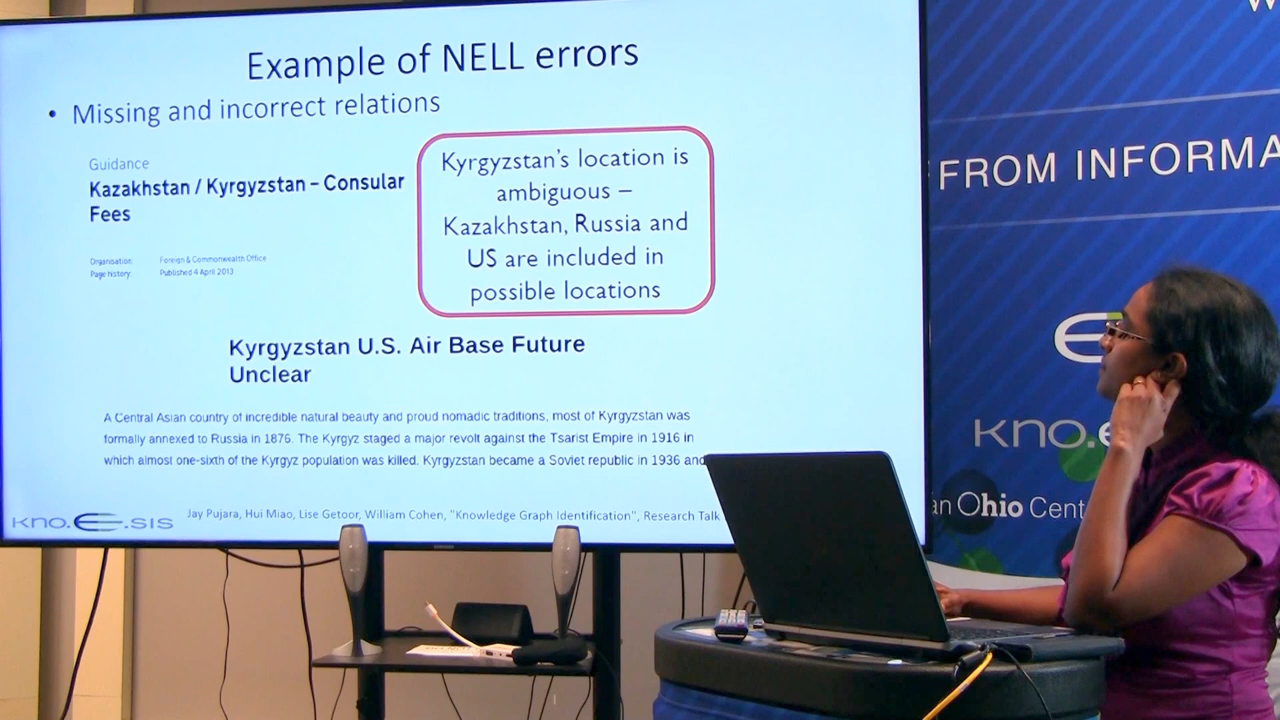 Example of NELL errors
• Missing and incorrect relations
Guidance
Kazakhstan / Kyrgyzstan – Consular
Fees
Organisation: Foreign & Commonwealth Office
Page history: Published 4 April 2013
Kyrgyzstan's location is
ambiguous –
Kazakhstan, Russia and
US are included in
possible locations
Kyrgyzstan U.S. Air Base Future
Unclear
A Central Asian country of incredible natural beauty and proud nomadic traditions, most of Kyrgyzstan was
formally annexed to Russia in 1876. The Kyrgyz staged a major revolt against the Tsarist Empire in 1916 in
which almost one-sixth of the Kyrgyz population was killed. Kyrgyzstan became a Soviet republic in 1936 and
kno.e.sis
Jay Pujara, Hui Miao, Lise Getoor, William Cohen, "Knowledge Graph Identification", Research Talk
FROM INFORMA
kno.e
an Ohio Cent